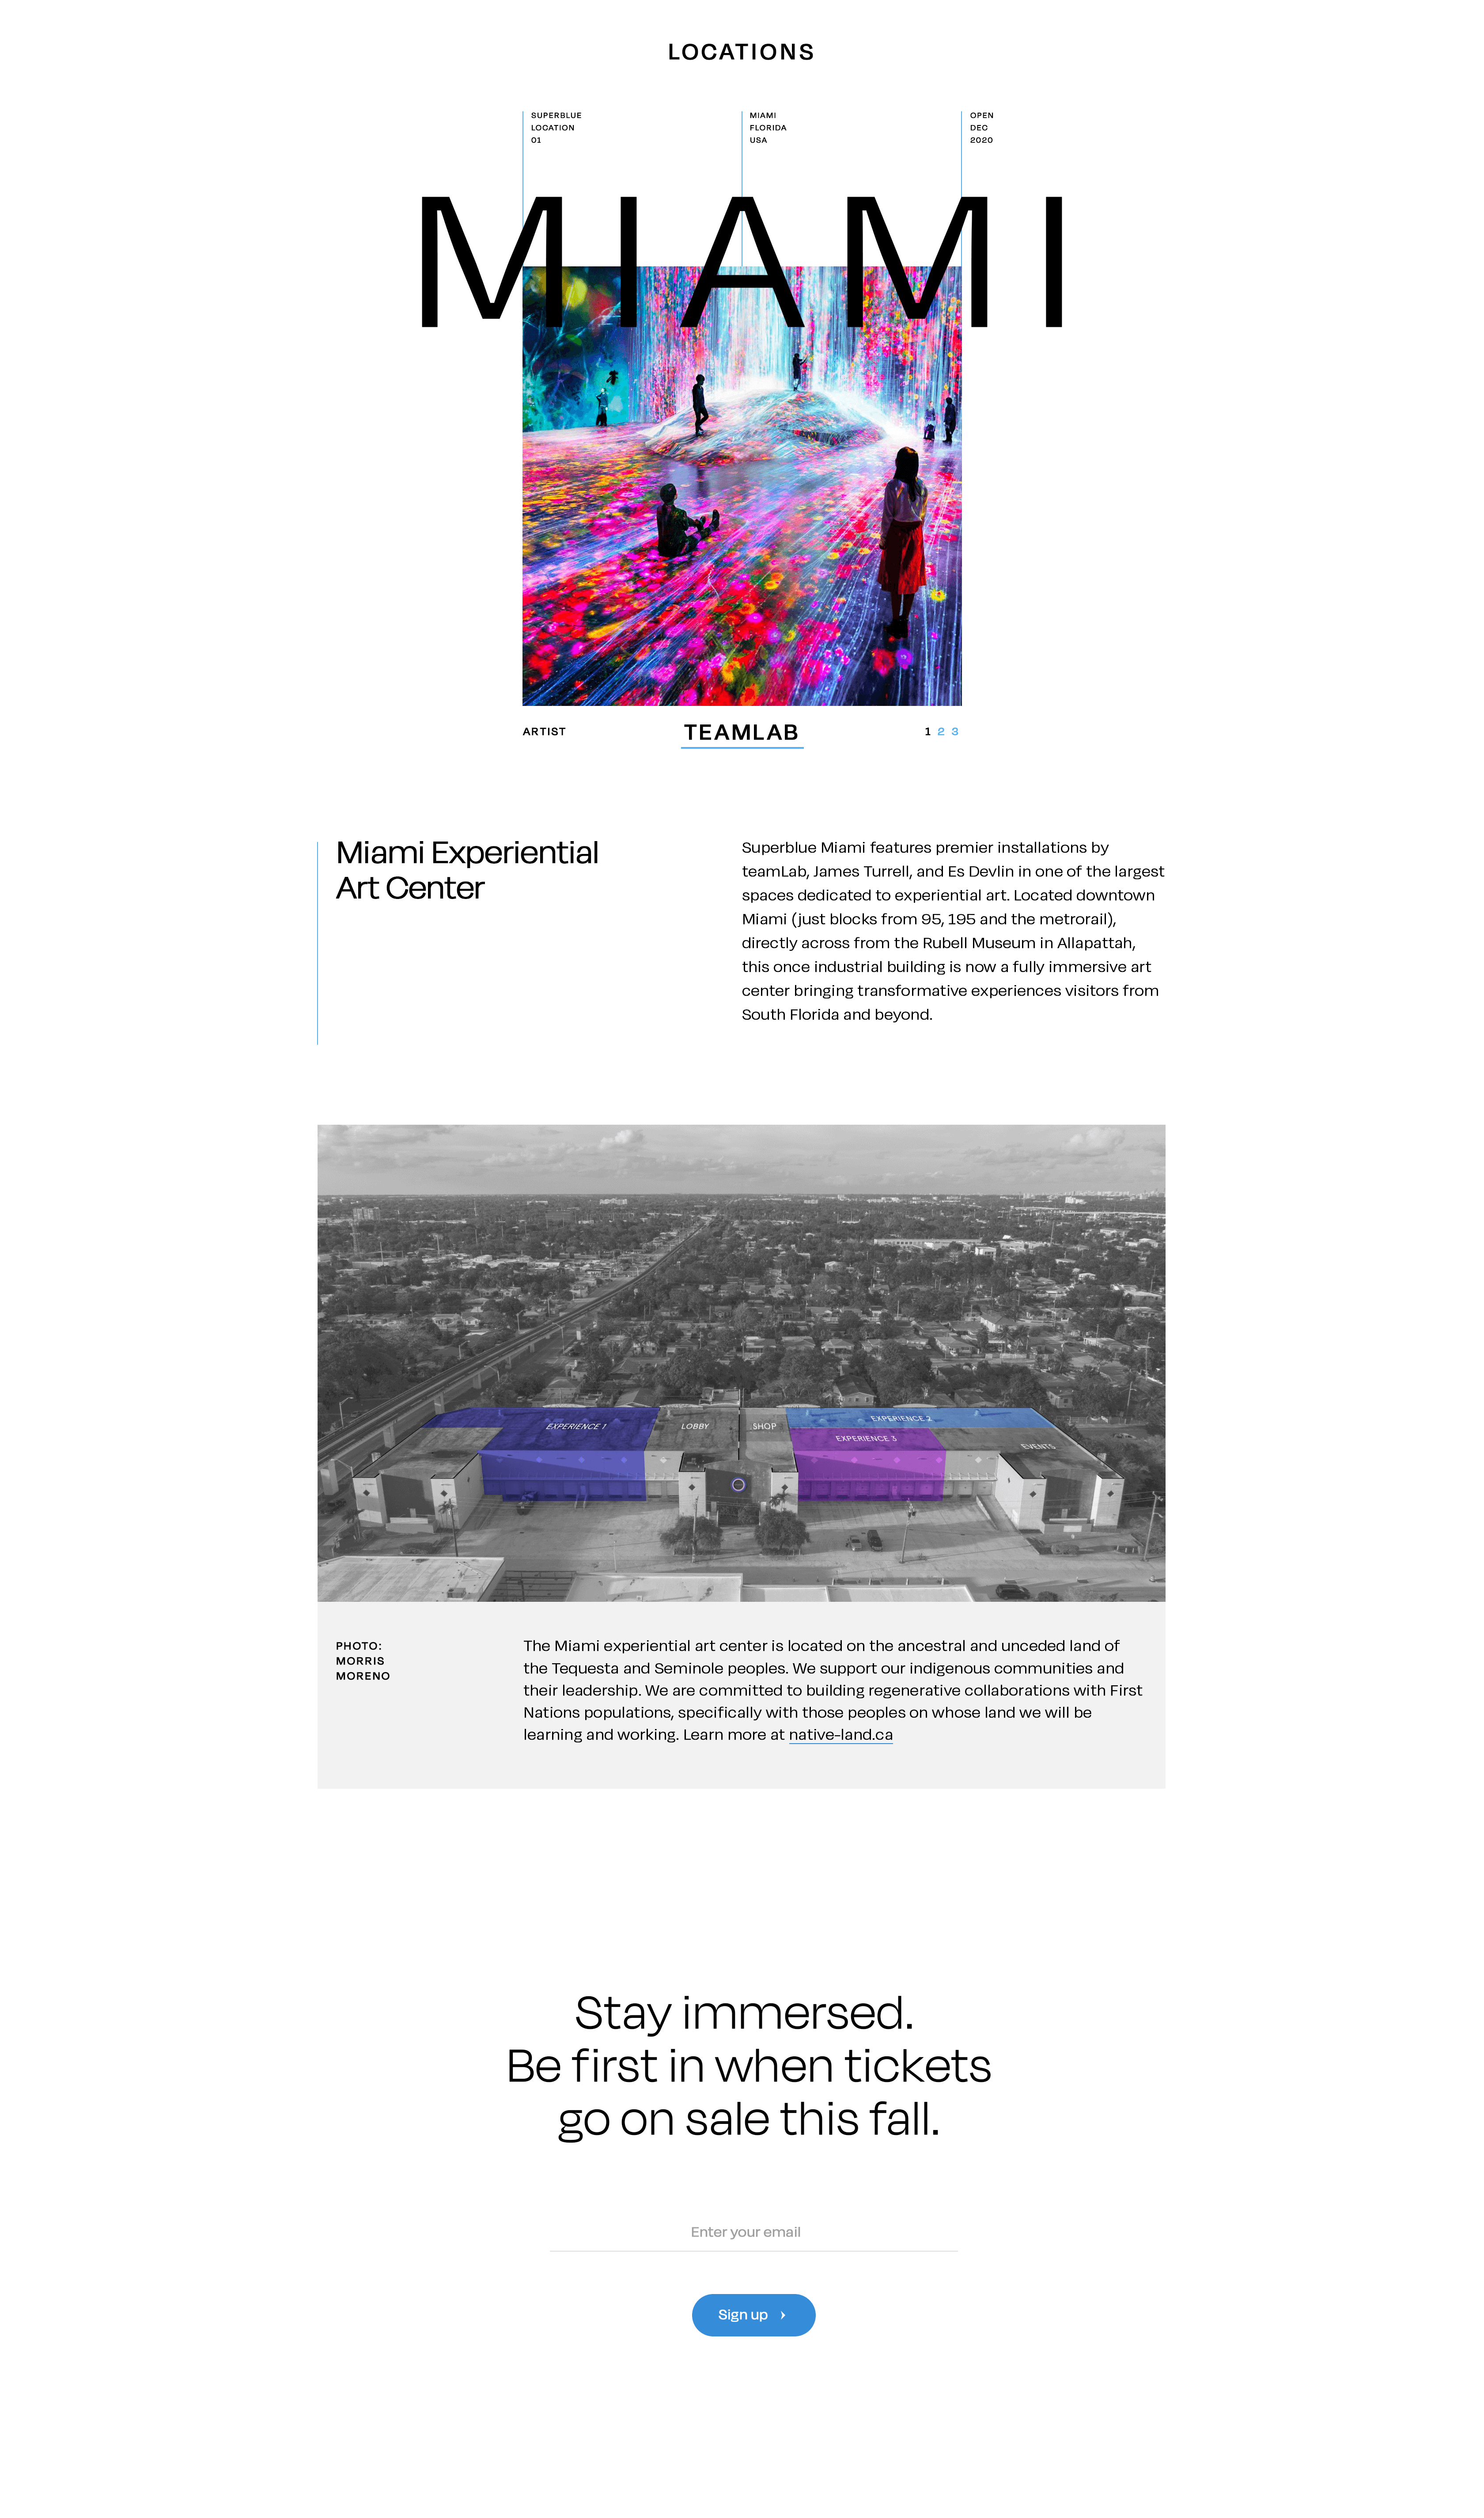 LOCATIONS
SUPERBLUE
LOCATION
01
MIAMI
FLORIDA
USA
OPEN
DEC
2020
MIAMI
ARTIST
TEAMLAB
1 2 3
Miami Experiential
Art Center
Superblue Miami features premier installations by
teamLab, James Turrell, and Es Devlin in one of the largest
spaces dedicated to experiential art. Located downtown
Miami (just blocks from 95, 195 and the metrorail),
directly across from the Rubell Museum in Allapattah,
this once industrial building is now a fully immersive art
center bringing transformative experiences visitors from
South Florida and beyond.
EXPERIENCE 1
LOBBY
SHOP
EXPERIENCE 2
EXPERIENCE 3
EVENTS
PHOTO:
MORRIS
MORENO
The Miami experiential art center is located on the ancestral and unceded land of
the Tequesta and Seminole peoples. We support our indigenous communities and
their leadership. We are committed to building regenerative collaborations with First
Nations populations, specifically with those peoples on whose land we will be
learning and working. Learn more at native-land.ca
Stay immersed.
Be first in when tickets
go on sale this fall.
Enter your email
Sign up